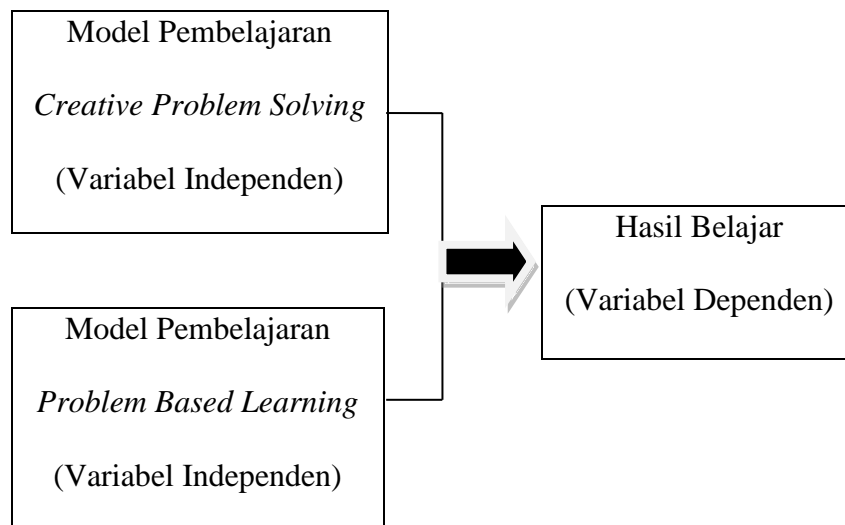 Model Pembelajaran
Creative Problem Solving
(Variabel Independen)
Hasil Belajar
(Variabel Dependen)
Model Pembelajaran
Problem Based Learning
(Variabel Independen)